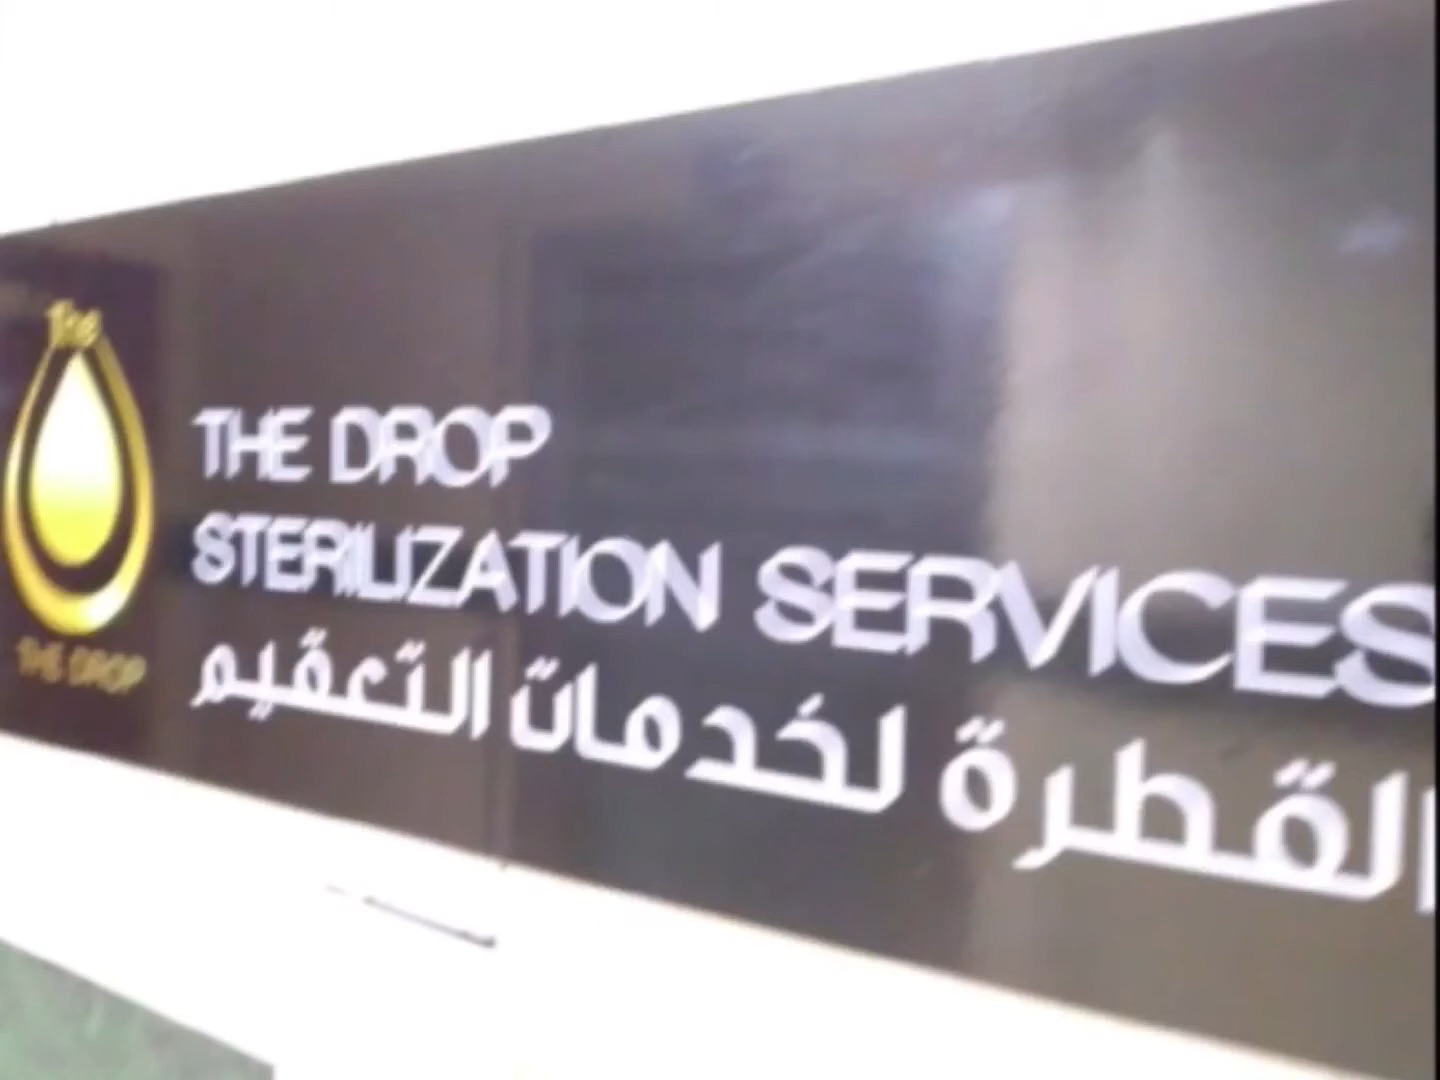 The
THE DROP
THE DROP
STERILIZATION SERVICES
القطرة لخدمات التعقيم